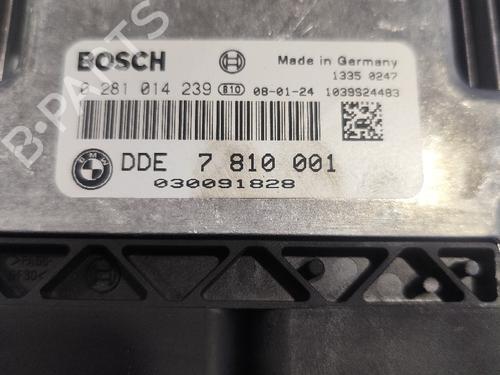 BOSCH
Made in Germany
1335 0247
0 281 014 239 810 08-01-24 1039S24483
BMW
DDE 7 810 001
030091828
B-PARTS